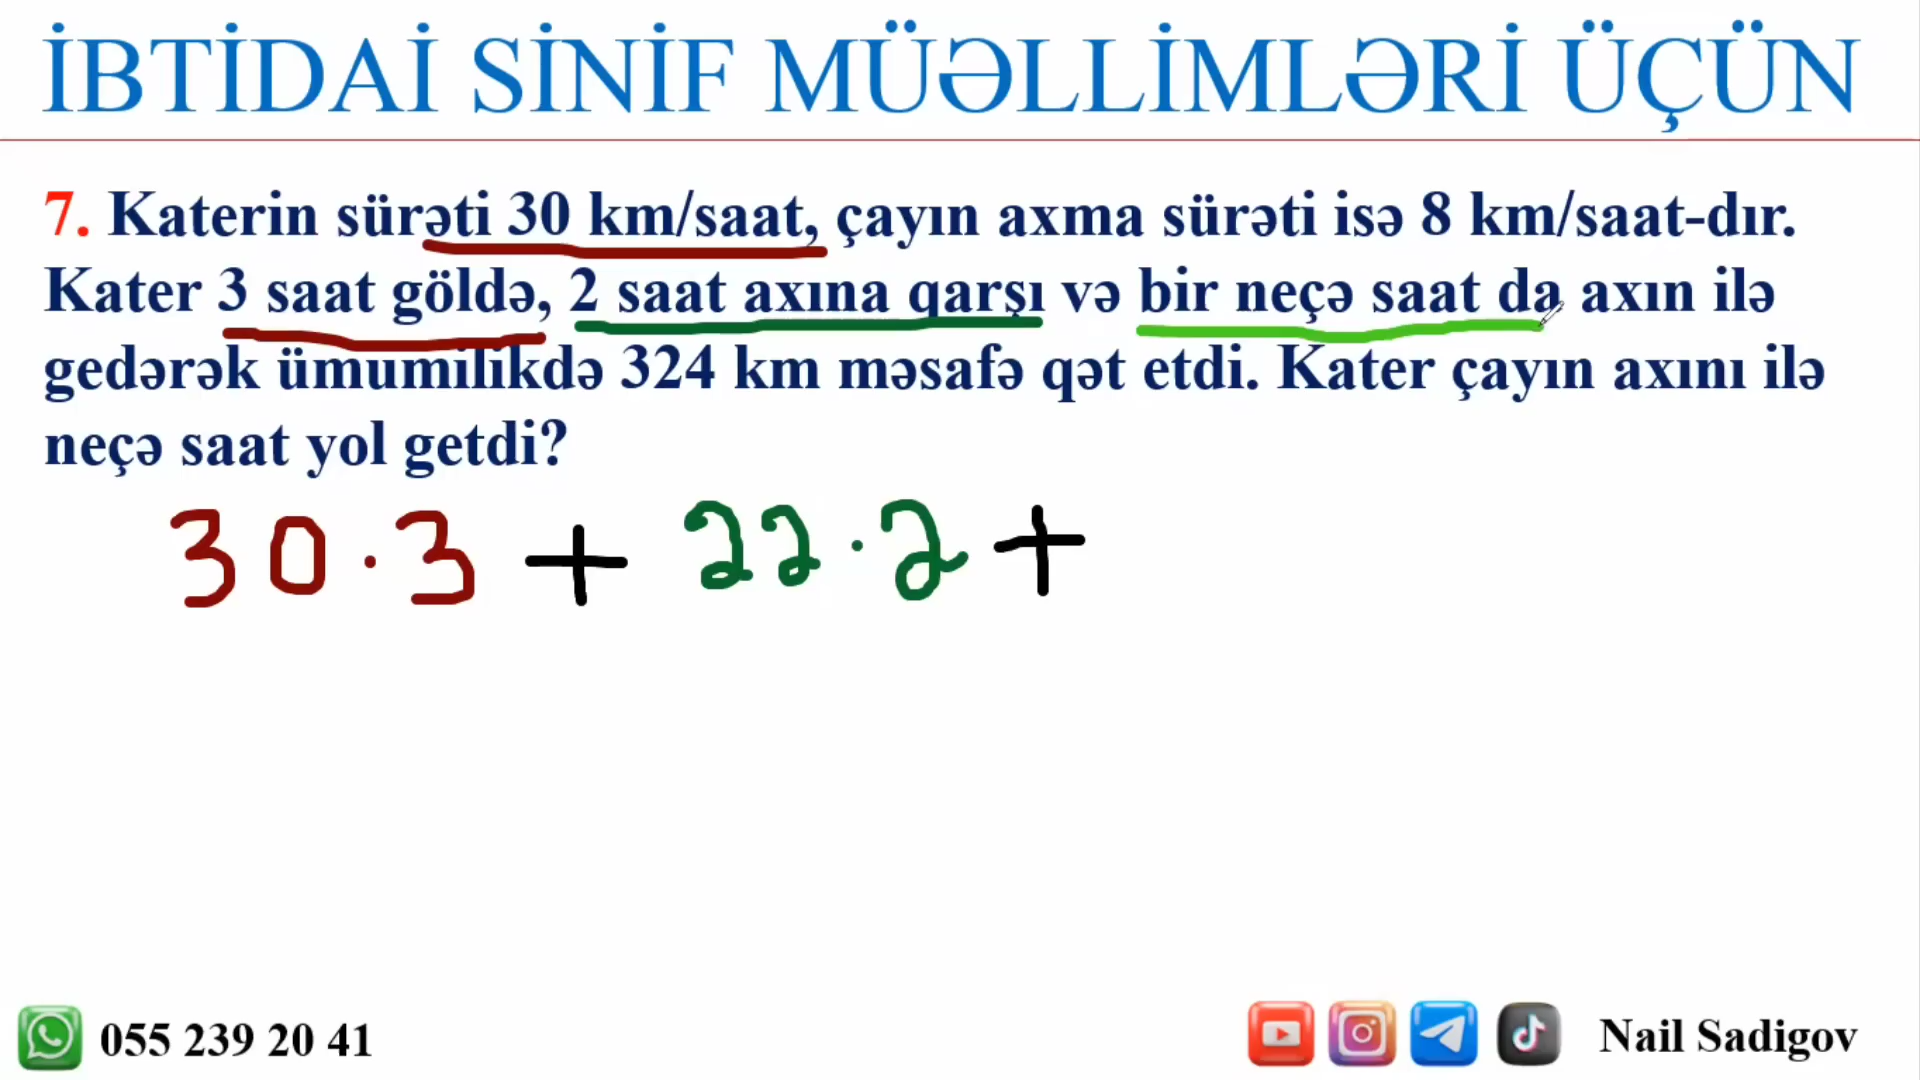 İBTİDAİ SİNİF MÜƏLLİMLƏRİ ÜÇÜN
7. Katerin sürəti 30 km/saat, çayın axma sürəti isə 8 km/saat-dır.
Kater 3 saat göldə, 2 saat axına qarşı və bir neçə saat da axın ilə
gedərək ümumilikdə 324 km məsafə qət etdi. Kater çayın axını ilə
neçə saat yol getdi?
30 · 3 + 22 · 2 +
055 239 20 41
Nail Sadigov